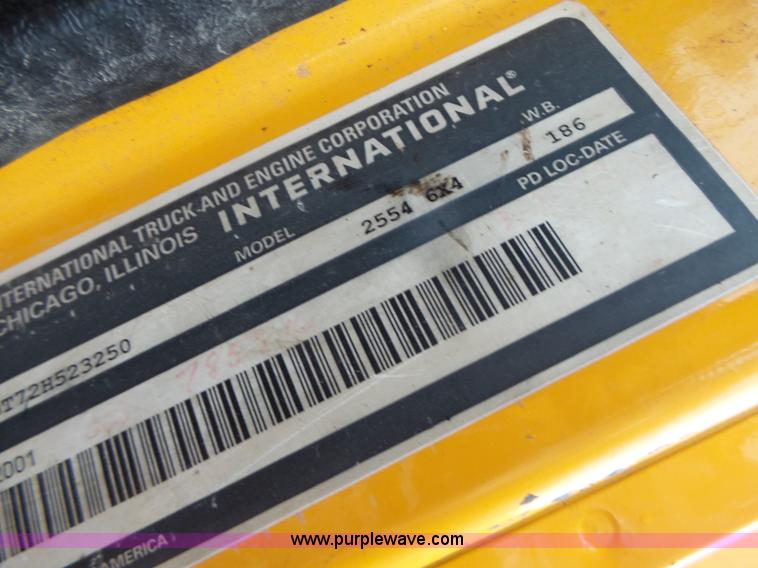 INTERNATIONAL TRUCK AND ENGINE CORPORATION
CHICAGO, ILLINOIS INTERNATIONAL®
MODEL 2554 6X4 W.B. 186
T72H523250 PD LOC-DATE
2001
AMERICA
www.purplewave.com